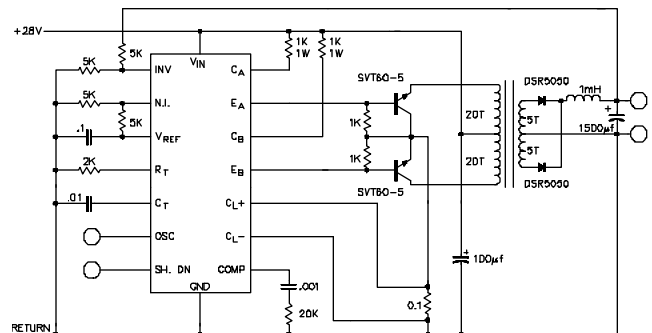 +28V
5K
5K
5K
5K
.1
2K
.01
RETURN
VIN
INV
N.I.
VREF
RT
CT
OSC
SH. DN
GND
CA
EA
CB
EB
CL+
CL-
COMP
1K
1W
1K
1W
1K
1K
.001
20K
SVT60-5
SVT60-5
20T
20T
5T
5T
DSR5050
DSR5050
1mH
+
1500µf
+
100µf
0.1